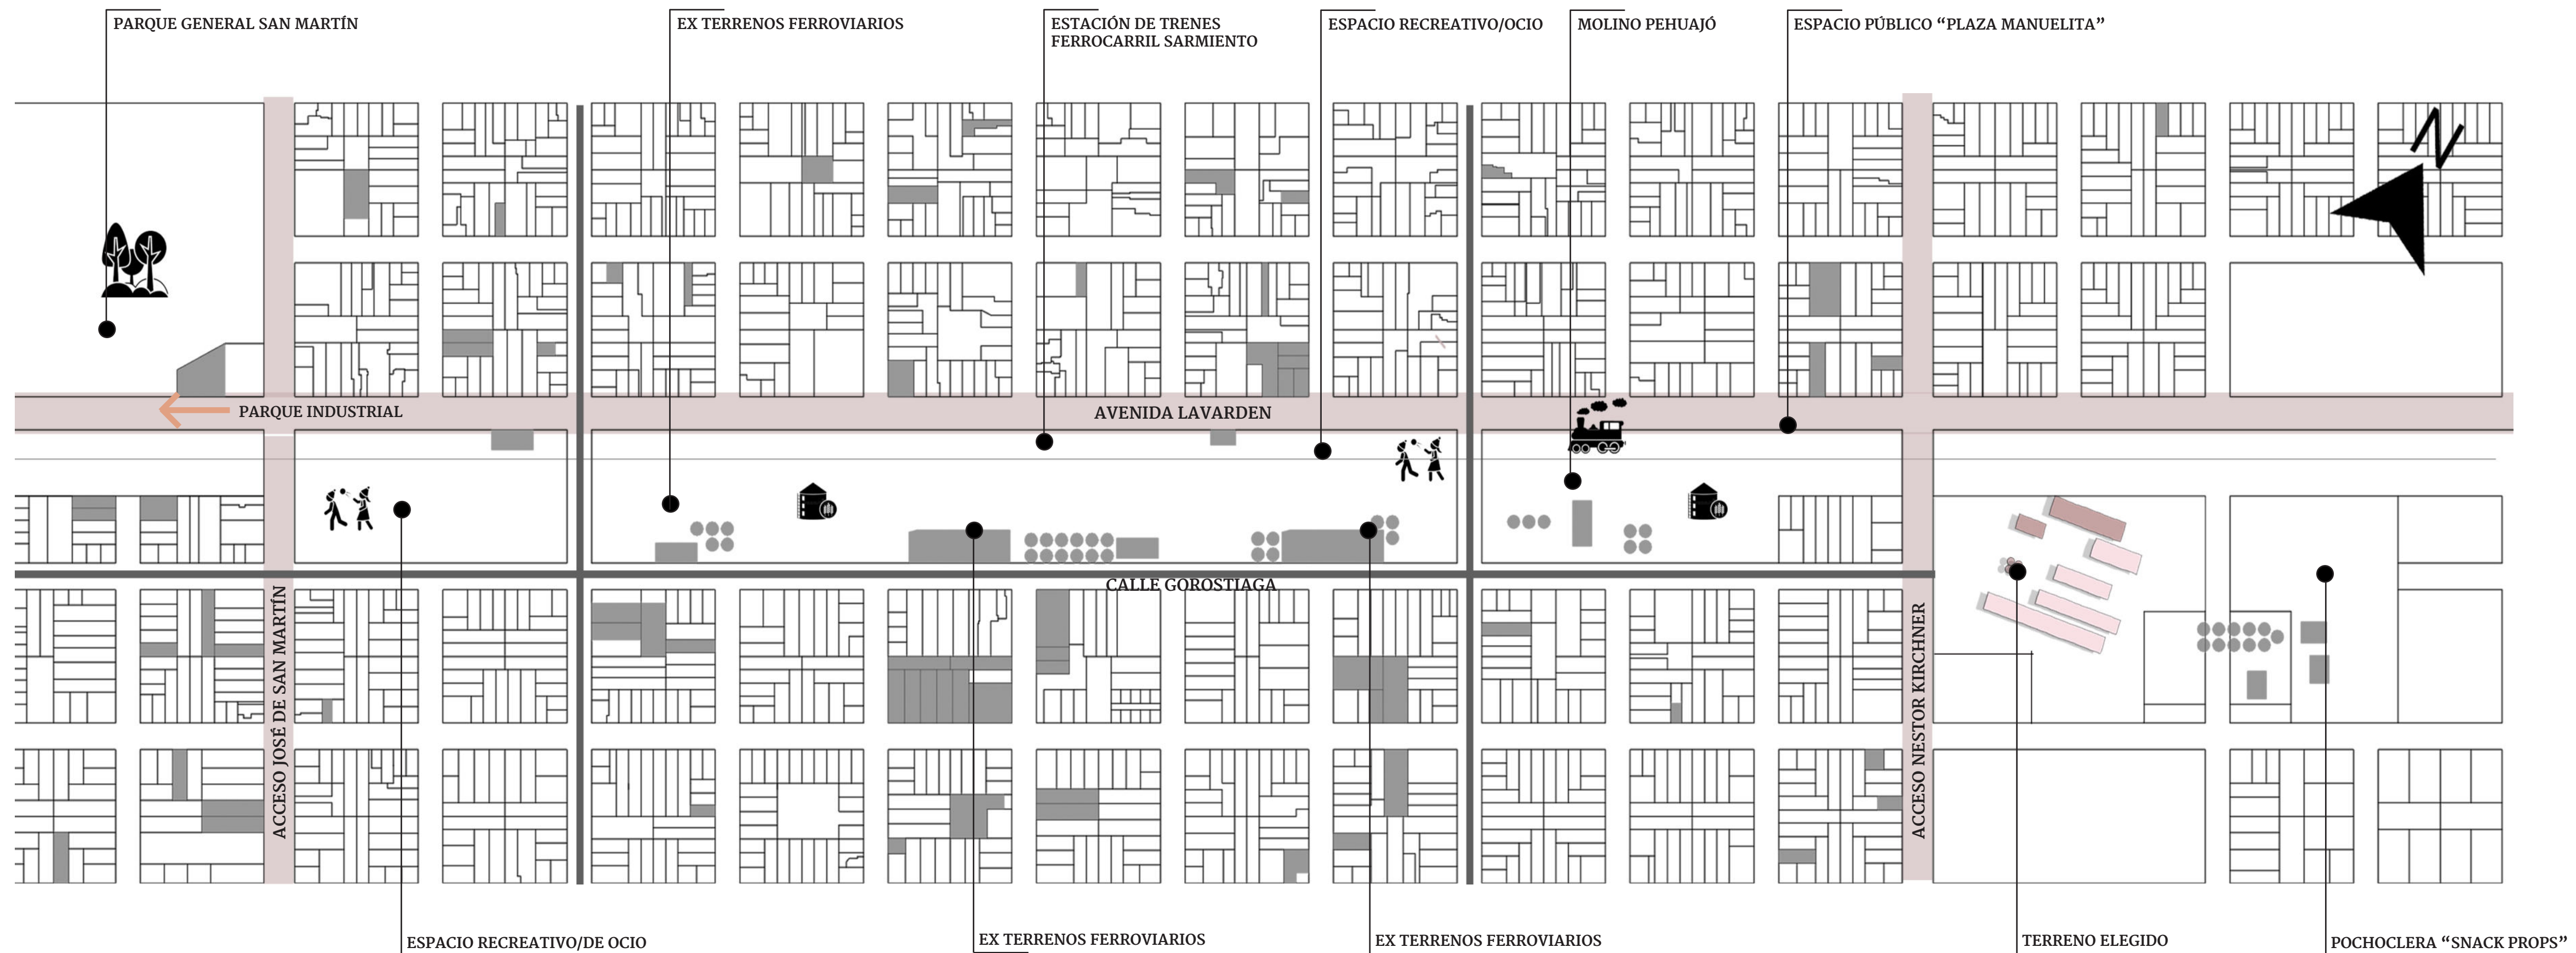 PARQUE GENERAL SAN MARTÍN
EX TERRENOS FERROVIARIOS
ESTACIÓN DE TRENES
FERROCARRIL SARMIENTO
ESPACIO RECREATIVO/OCIO
MOLINO PEHUAJÓ
ESPACIO PÚBLICO “PLAZA MANUELITA”
N
PARQUE INDUSTRIAL
AVENIDA LAVARDEN
CALLE GOROSTIAGA
ACCESO JOSÉ DE SAN MARTÍN
ACCESO NESTOR KIRCHNER
ESPACIO RECREATIVO/DE OCIO
EX TERRENOS FERROVIARIOS
EX TERRENOS FERROVIARIOS
TERRENO ELEGIDO
POCHOCLERA “SNACK PROPS”